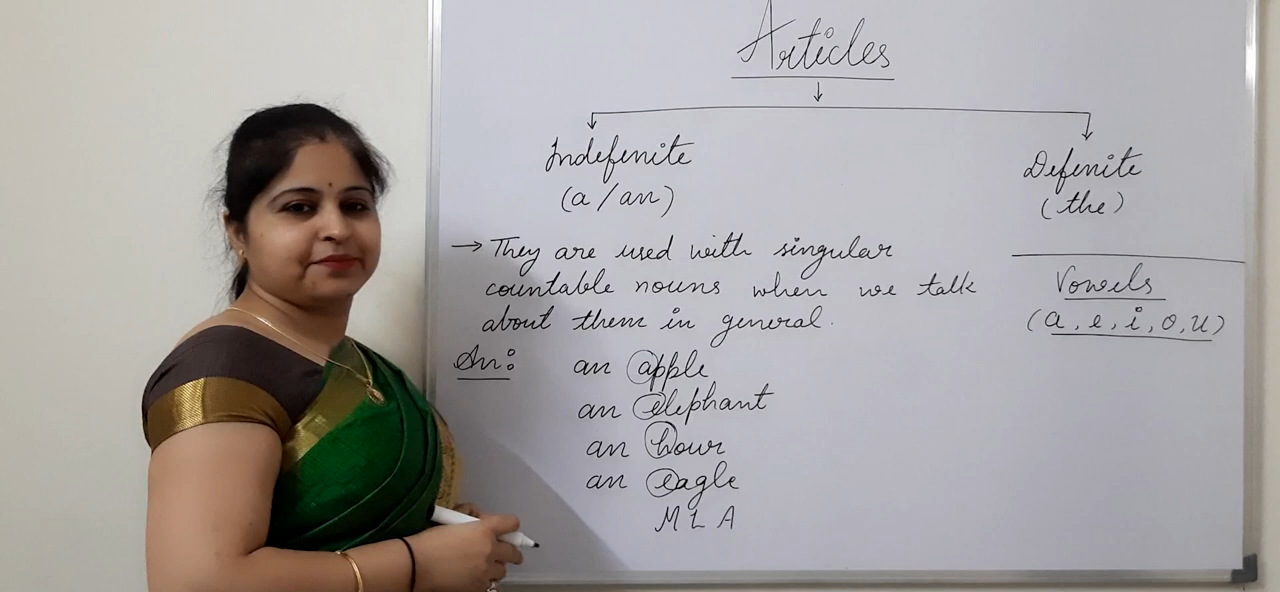 Articles
Indefenite
(a/an)
Defenite
(the)
→ They are used with singular
countable nouns when we talk
about them in general.
An: an apple
an elephant
an hour
an eagle
M L A
Vowels
(a, e, i, o, u)